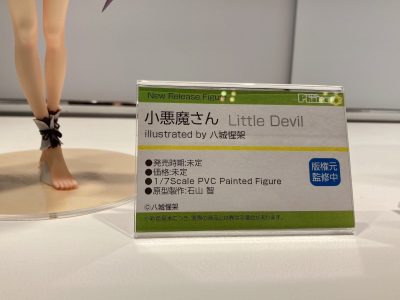 New Release Figure
Phat!
小悪魔さん Little Devil
illustrated by 八城惺架
●発売時期:未定
●価格:未定
●1/7Scale PVC Painted Figure
●原型製作:石山 智
版権元
監修中
©八城惺架